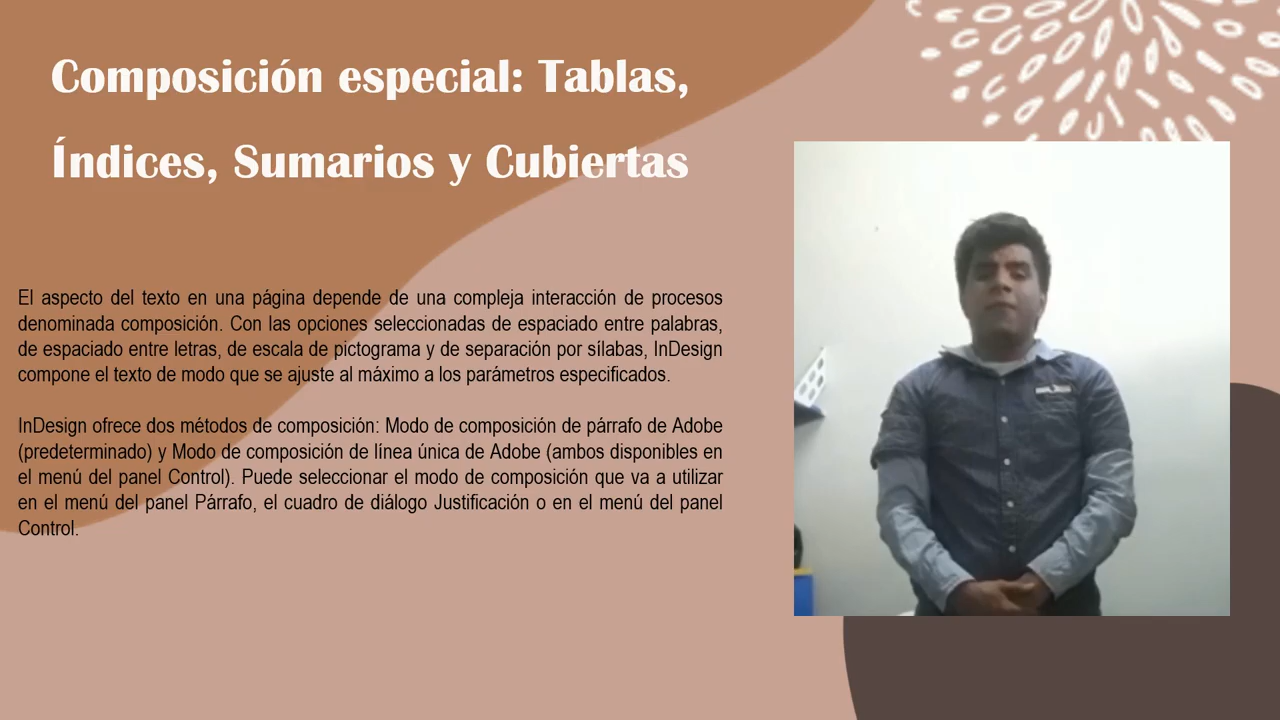 Composición especial: Tablas,
Índices, Sumarios y Cubiertas
El aspecto del texto en una página depende de una compleja interacción de procesos
denominada composición. Con las opciones seleccionadas de espaciado entre palabras,
de espaciado entre letras, de escala de pictograma y de separación por sílabas, InDesign
compone el texto de modo que se ajuste al máximo a los parámetros especificados.
InDesign ofrece dos métodos de composición: Modo de composición de párrafo de Adobe
(predeterminado) y Modo de composición de línea única de Adobe (ambos disponibles en
el menú del panel Control). Puede seleccionar el modo de composición que va a utilizar
en el menú del panel Párrafo, el cuadro de diálogo Justificación o en el menú del panel
Control.